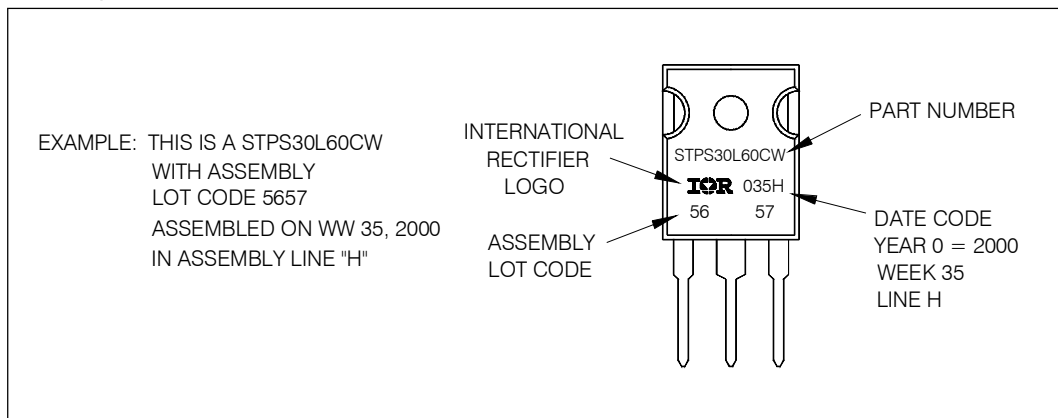 EXAMPLE: THIS IS A STPS30L60CW
WITH ASSEMBLY
LOT CODE 5657
ASSEMBLED ON WW 35, 2000
IN ASSEMBLY LINE "H"
INTERNATIONAL
RECTIFIER
LOGO
ASSEMBLY
LOT CODE
STPS30L60CW
IOR 035H
56 57
PART NUMBER
DATE CODE
YEAR 0 = 2000
WEEK 35
LINE H